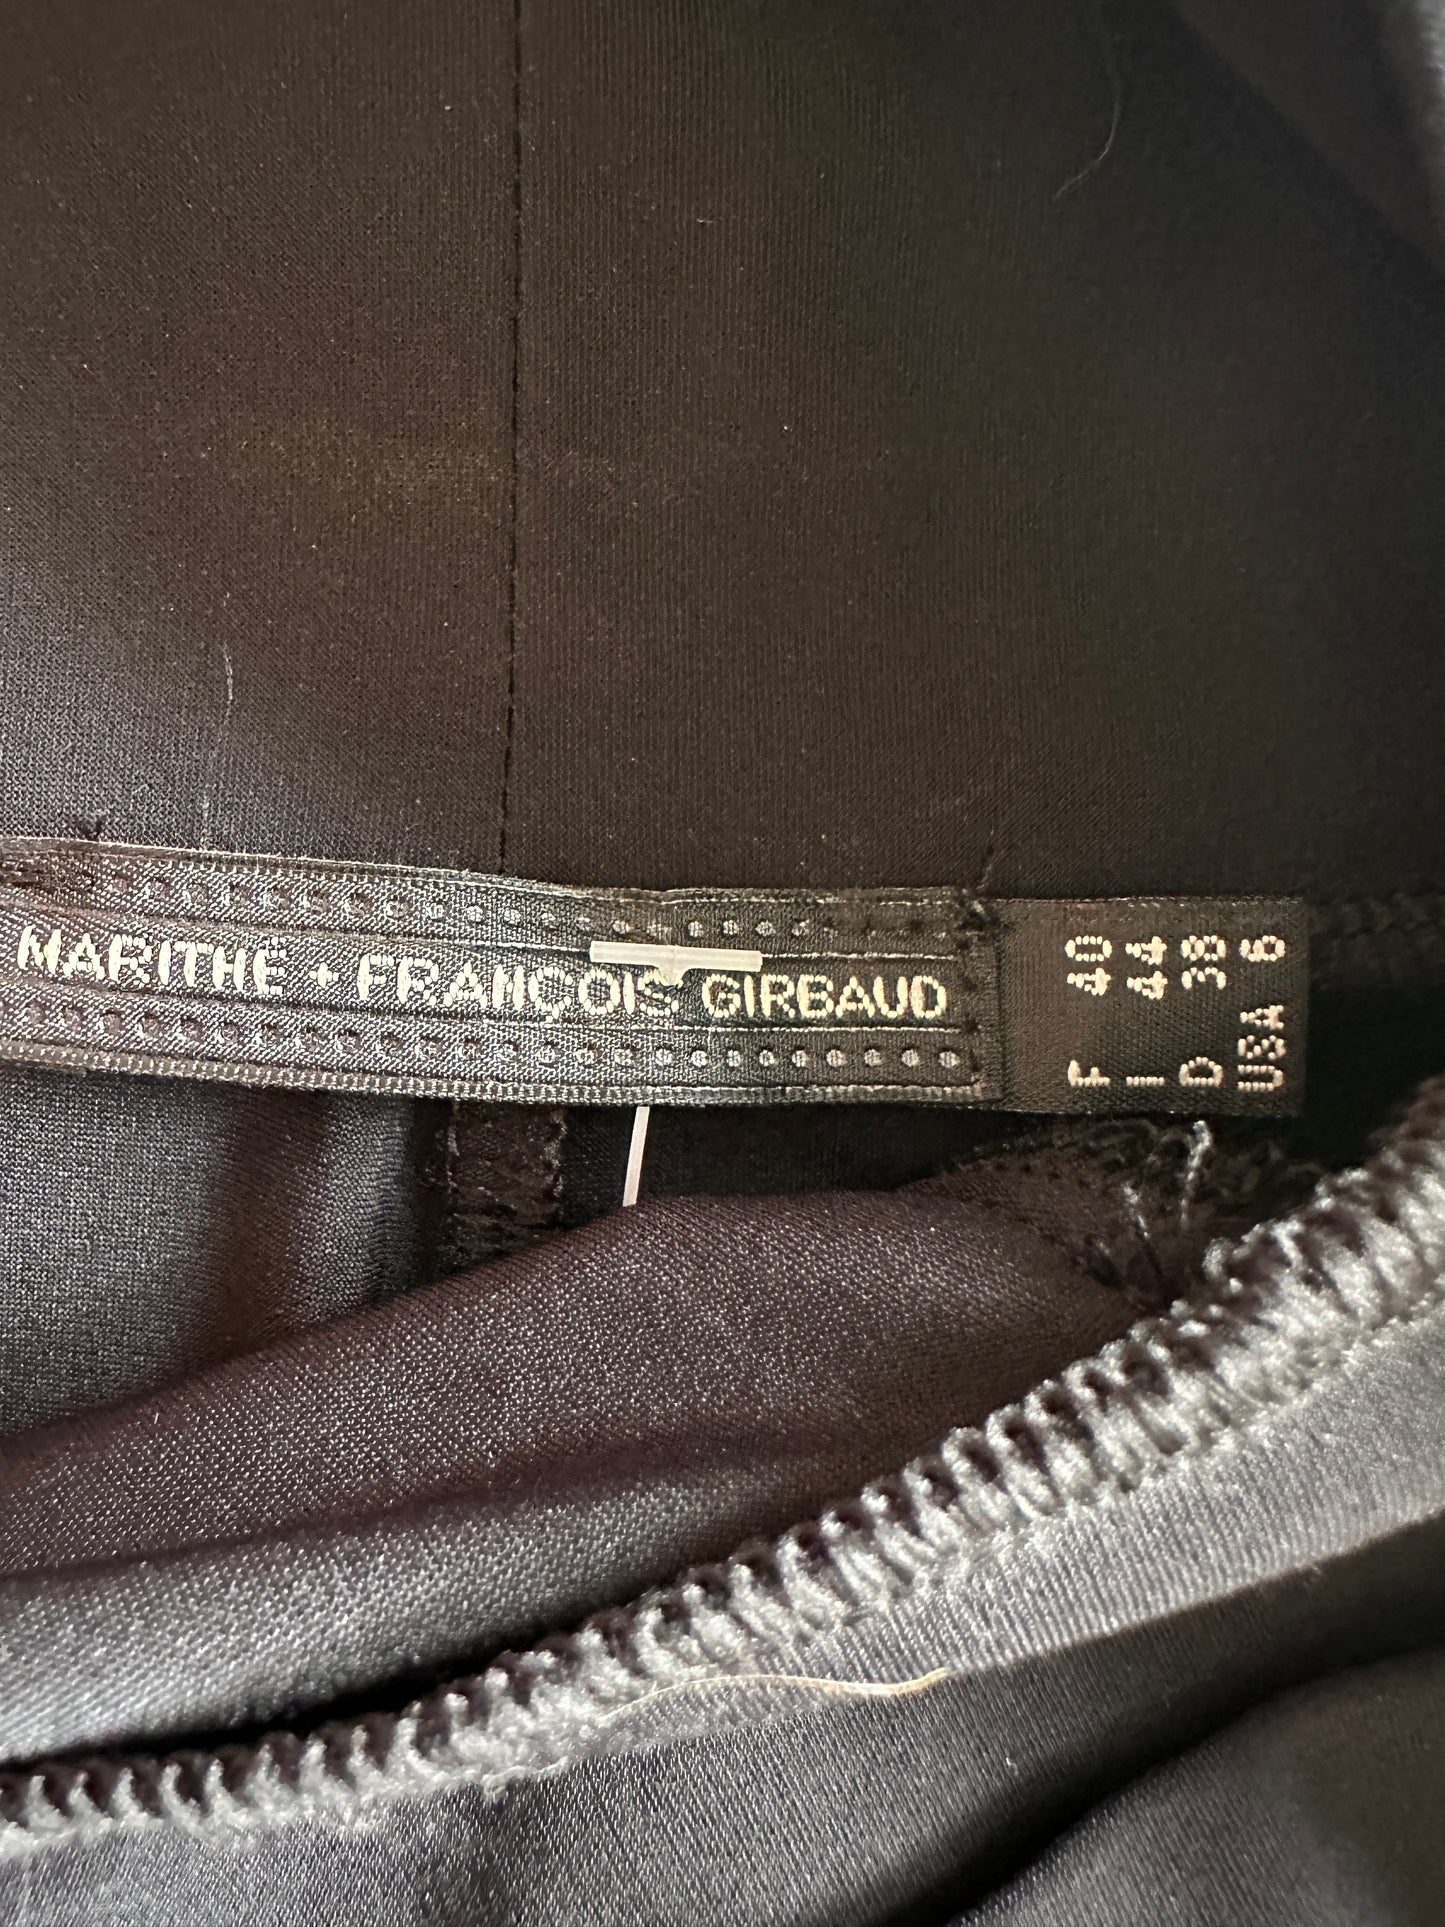 MARITHE + FRANÇOIS GIRBAUD
F 40
I 44
D 38
USA 6